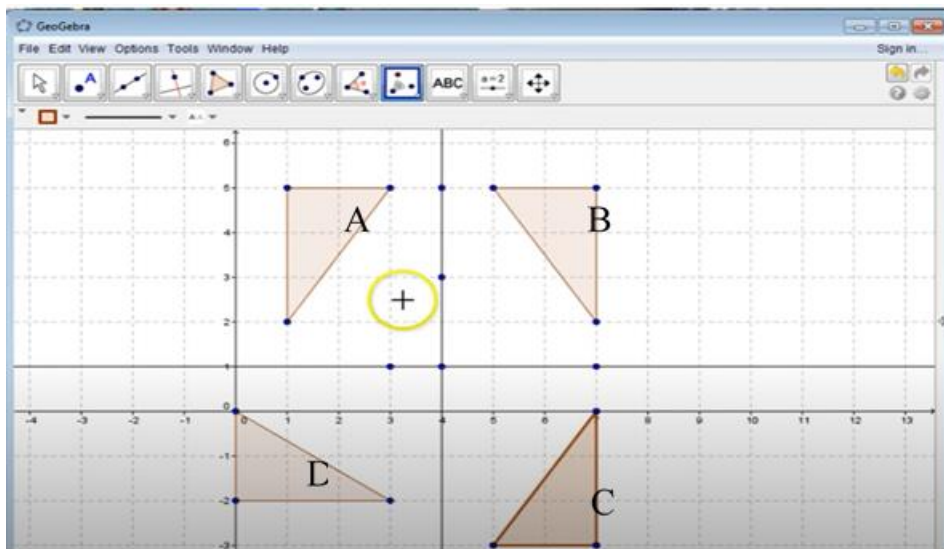 GeoGebra
File Edit View Options Tools Window Help Sign in...
ABC a=2
6
5
A B
4
3
2
1
0
-4 -3 -2 -1 0 1 2 3 4 5 6 7 8 9 10 11 12 13
-1
D
-2
C
-3